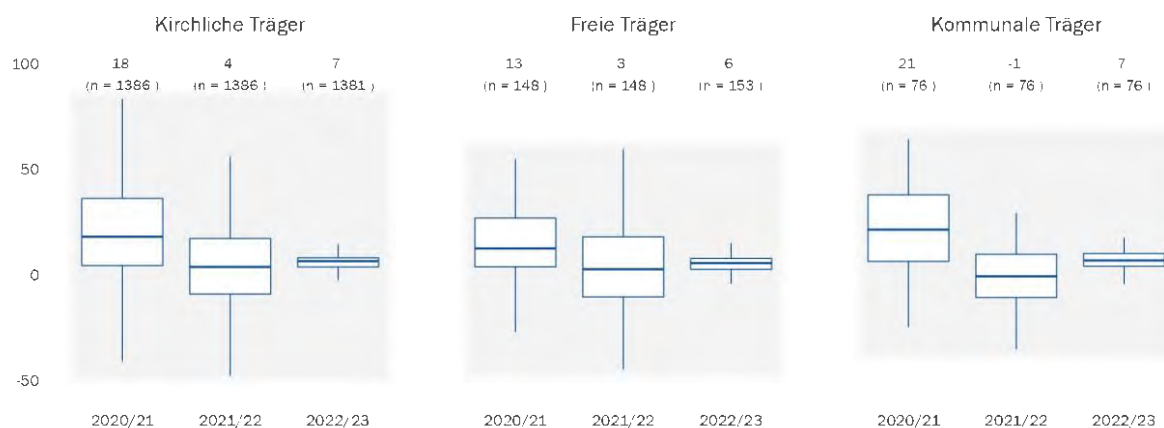 Kirchliche Träger Freie Träger Kommunale Träger
100 18 4 7 13 3 6 21 -1 7
(n = 1386 ) (n = 1386 ) (n = 1381 ) (n = 148 ) (n = 148 ) (n = 153 ) (n = 76 ) (n = 76 ) (n = 76 )
50
0
-50
2020/21 2021/22 2022/23 2020/21 2021/22 2022/23 2020/21 2021/22 2022/23